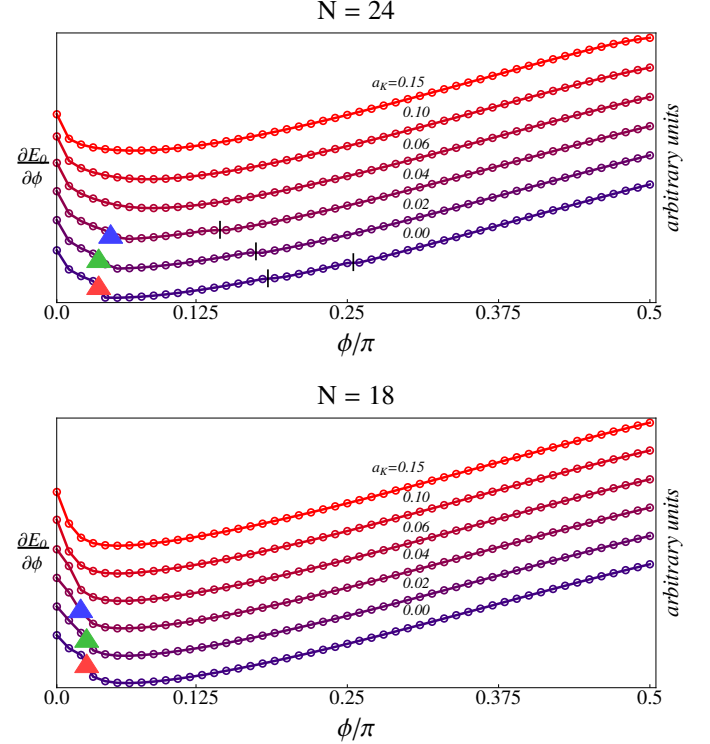 N = 24
a_K=0.15
0.10
0.06
0.04
0.02
0.00
∂E_0
∂ϕ
arbitrary units
0.0 0.125 0.25 0.375 0.5
ϕ/π
N = 18
a_K=0.15
0.10
0.06
0.04
0.02
0.00
∂E_0
∂ϕ
arbitrary units
0.0 0.125 0.25 0.375 0.5
ϕ/π